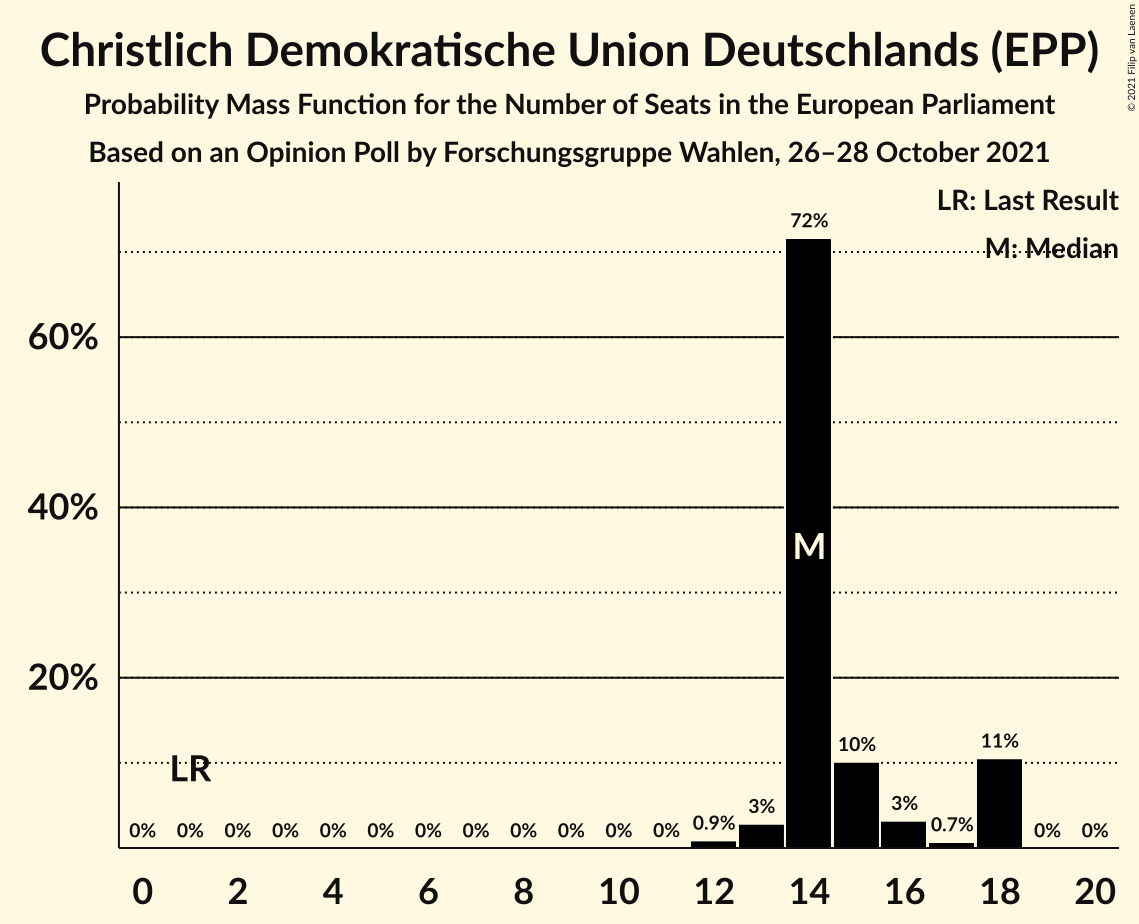 Christlich Demokratische Union Deutschlands (EPP)
Probability Mass Function for the Number of Seats in the European Parliament
Based on an Opinion Poll by Forschungsgruppe Wahlen, 26–28 October 2021
© 2021 Filip van Laenen
LR: Last Result
M: Median
72%
60%
40%
M
20%
LR
0% 0% 0% 0% 0% 0% 0% 0% 0% 0% 0% 0% 0.9% 3% 10% 3% 0.7% 11% 0% 0%
0 2 4 6 8 10 12 14 16 18 20